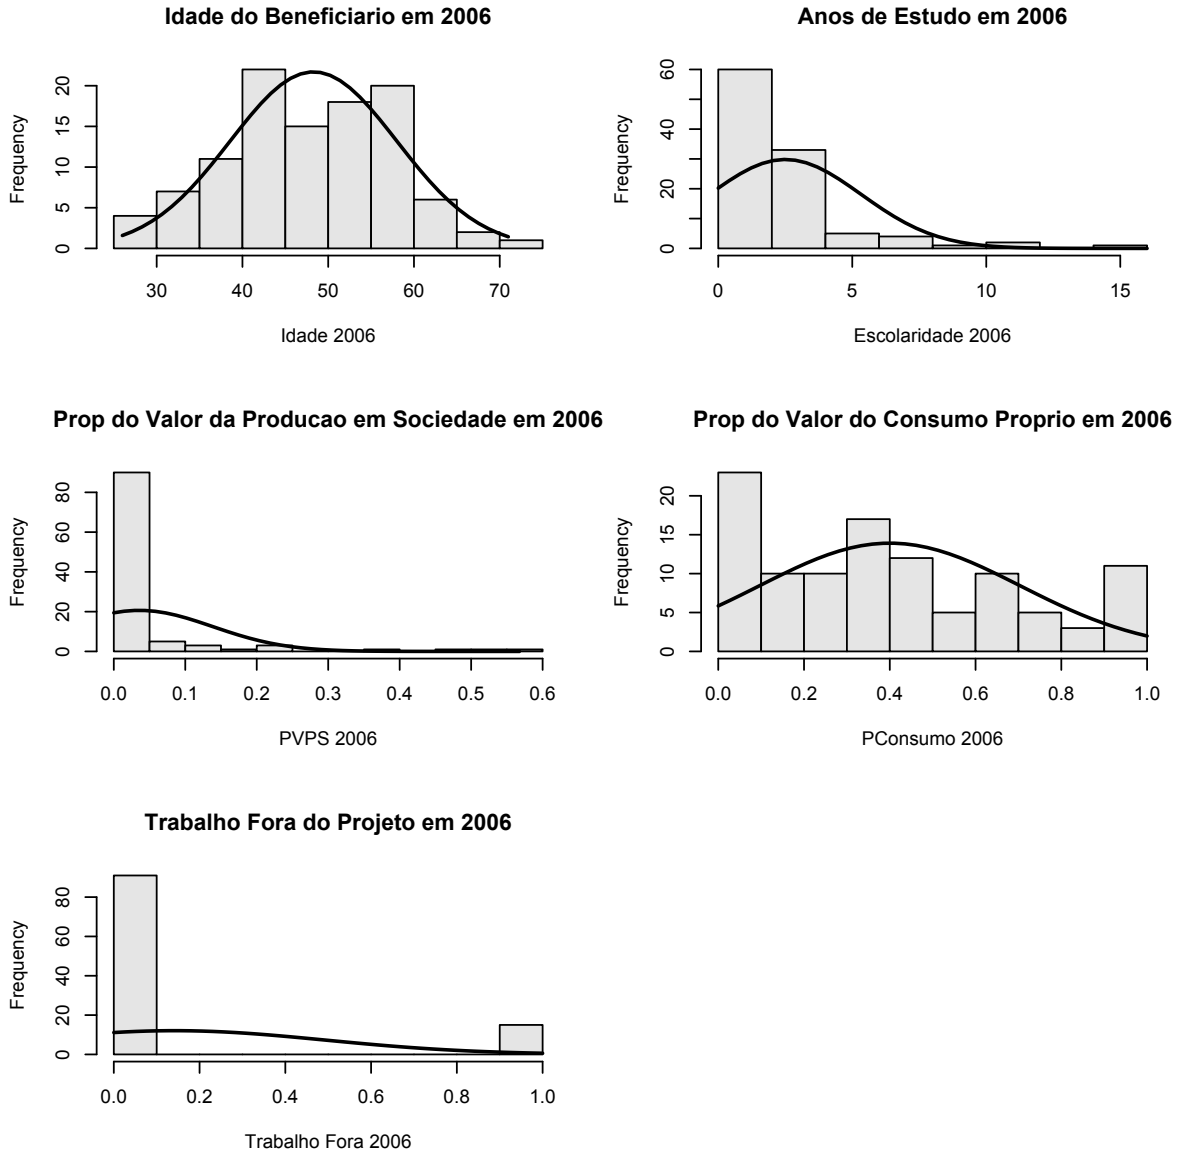 Idade do Beneficiario em 2006
Frequency
0 5 10 15 20
30 40 50 60 70
Idade 2006
Anos de Estudo em 2006
Frequency
0 20 40 60
0 5 10 15
Escolaridade 2006
Prop do Valor da Producao em Sociedade em 2006
Frequency
0 20 40 60 80
0.0 0.1 0.2 0.3 0.4 0.5 0.6
PVPS 2006
Prop do Valor do Consumo Proprio em 2006
Frequency
0 5 10 15 20
0.0 0.2 0.4 0.6 0.8 1.0
PConsumo 2006
Trabalho Fora do Projeto em 2006
Frequency
0 20 40 60 80
0.0 0.2 0.4 0.6 0.8 1.0
Trabalho Fora 2006